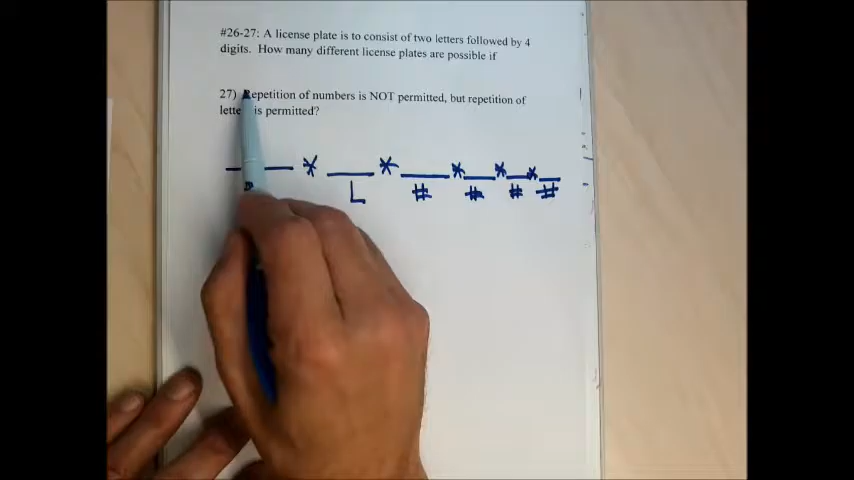 #26-27: A license plate is to consist of two letters followed by 4
digits. How many different license plates are possible if
27) Repetition of numbers is NOT permitted, but repetition of
is permitted?
* * * * *
L # # # #